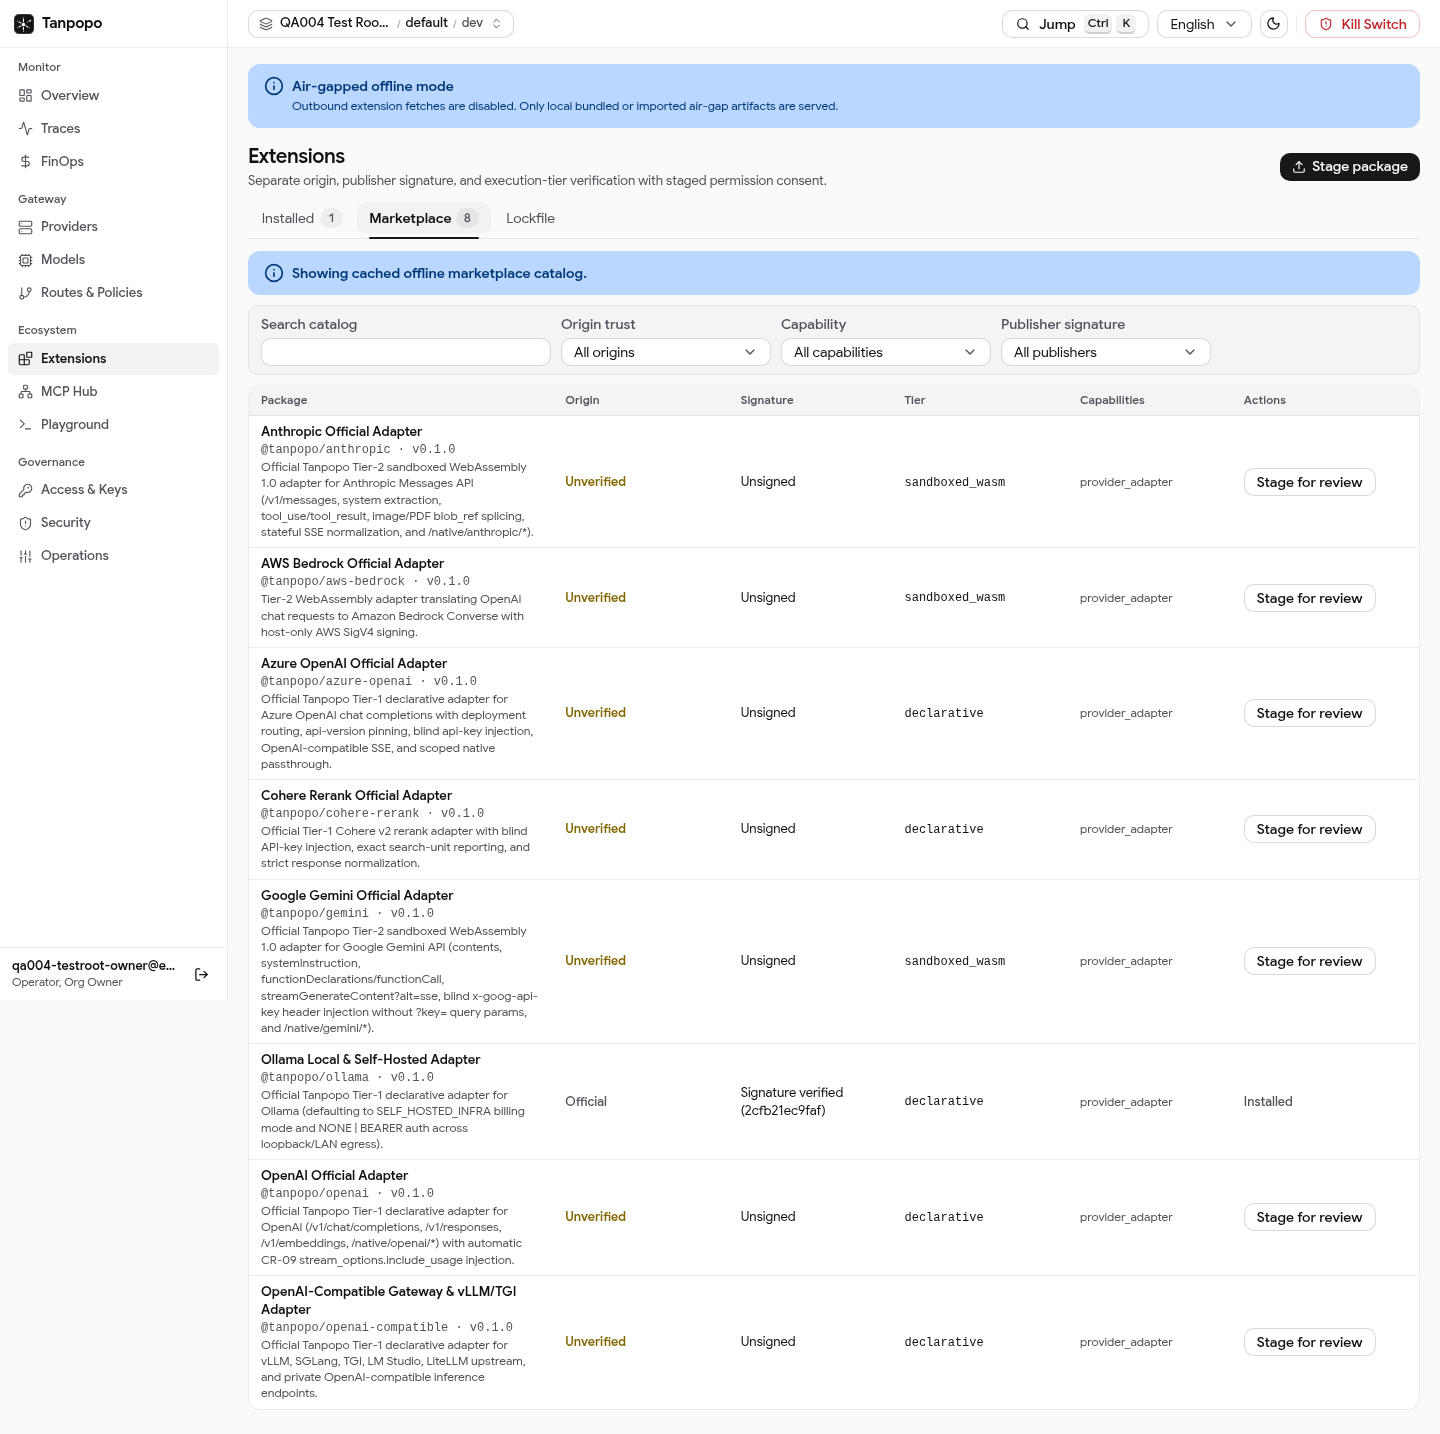 Tanpopo
QA004 Test Roo... / default / dev
Jump Ctrl K
English
Kill Switch
Monitor
Overview
Traces
FinOps
Gateway
Providers
Models
Routes & Policies
Ecosystem
Extensions
MCP Hub
Playground
Governance
Access & Keys
Security
Operations
qa004-testroot-owner@e...
Operator, Org Owner
Air-gapped offline mode
Outbound extension fetches are disabled. Only local bundled or imported air-gap artifacts are served.
Extensions
Separate origin, publisher signature, and execution-tier verification with staged permission consent.
Stage package
Installed 1 Marketplace 8 Lockfile
Showing cached offline marketplace catalog.
Search catalog Origin trust Capability Publisher signature
All origins All capabilities All publishers
Package Origin Signature Tier Capabilities Actions
Anthropic Official Adapter
@tanpopo/anthropic · v0.1.0
Official Tanpopo Tier-2 sandboxed WebAssembly
1.0 adapter for Anthropic Messages API
(/v1/messages, system extraction,
tool_use/tool_result, image/PDF blob_ref splicing,
stateful SSE normalization, and /native/anthropic/*).
Unverified Unsigned sandboxed_wasm provider_adapter Stage for review
AWS Bedrock Official Adapter
@tanpopo/aws-bedrock · v0.1.0
Tier-2 WebAssembly adapter translating OpenAI
chat requests to Amazon Bedrock Converse with
host-only AWS SigV4 signing.
Unverified Unsigned sandboxed_wasm provider_adapter Stage for review
Azure OpenAI Official Adapter
@tanpopo/azure-openai · v0.1.0
Official Tanpopo Tier-1 declarative adapter for
Azure OpenAI chat completions with deployment
routing, api-version pinning, blind api-key injection,
OpenAI-compatible SSE, and scoped native
passthrough.
Unverified Unsigned declarative provider_adapter Stage for review
Cohere Rerank Official Adapter
@tanpopo/cohere-rerank · v0.1.0
Official Tier-1 Cohere v2 rerank adapter with blind
API-key injection, exact search-unit reporting, and
strict response normalization.
Unverified Unsigned declarative provider_adapter Stage for review
Google Gemini Official Adapter
@tanpopo/gemini · v0.1.0
Official Tanpopo Tier-2 sandboxed WebAssembly
1.0 adapter for Google Gemini API (contents,
systemInstruction,
functionDeclarations/functionCall,
streamGenerateContent?alt=sse, blind x-goog-api-
key header injection without ?key= query params,
and /native/gemini/*).
Unverified Unsigned sandboxed_wasm provider_adapter Stage for review
Ollama Local & Self-Hosted Adapter
@tanpopo/ollama · v0.1.0
Official Tanpopo Tier-1 declarative adapter for
Ollama (defaulting to SELF_HOSTED_INFRA billing
mode and NONE | BEARER auth across
loopback/LAN egress).
Official Signature verified
(2cfb21ec9faf) declarative provider_adapter Installed
OpenAI Official Adapter
@tanpopo/openai · v0.1.0
Official Tanpopo Tier-1 declarative adapter for
OpenAI (/v1/chat/completions, /v1/responses,
/v1/embeddings, /native/openai/*) with automatic
CR-09 stream_options.include_usage injection.
Unverified Unsigned declarative provider_adapter Stage for review
OpenAI-Compatible Gateway & vLLM/TGI
Adapter
@tanpopo/openai-compatible · v0.1.0
Official Tanpopo Tier-1 declarative adapter for
vLLM, SGLang, TGI, LM Studio, LiteLLM upstream,
and private OpenAI-compatible inference
endpoints.
Unverified Unsigned declarative provider_adapter Stage for review